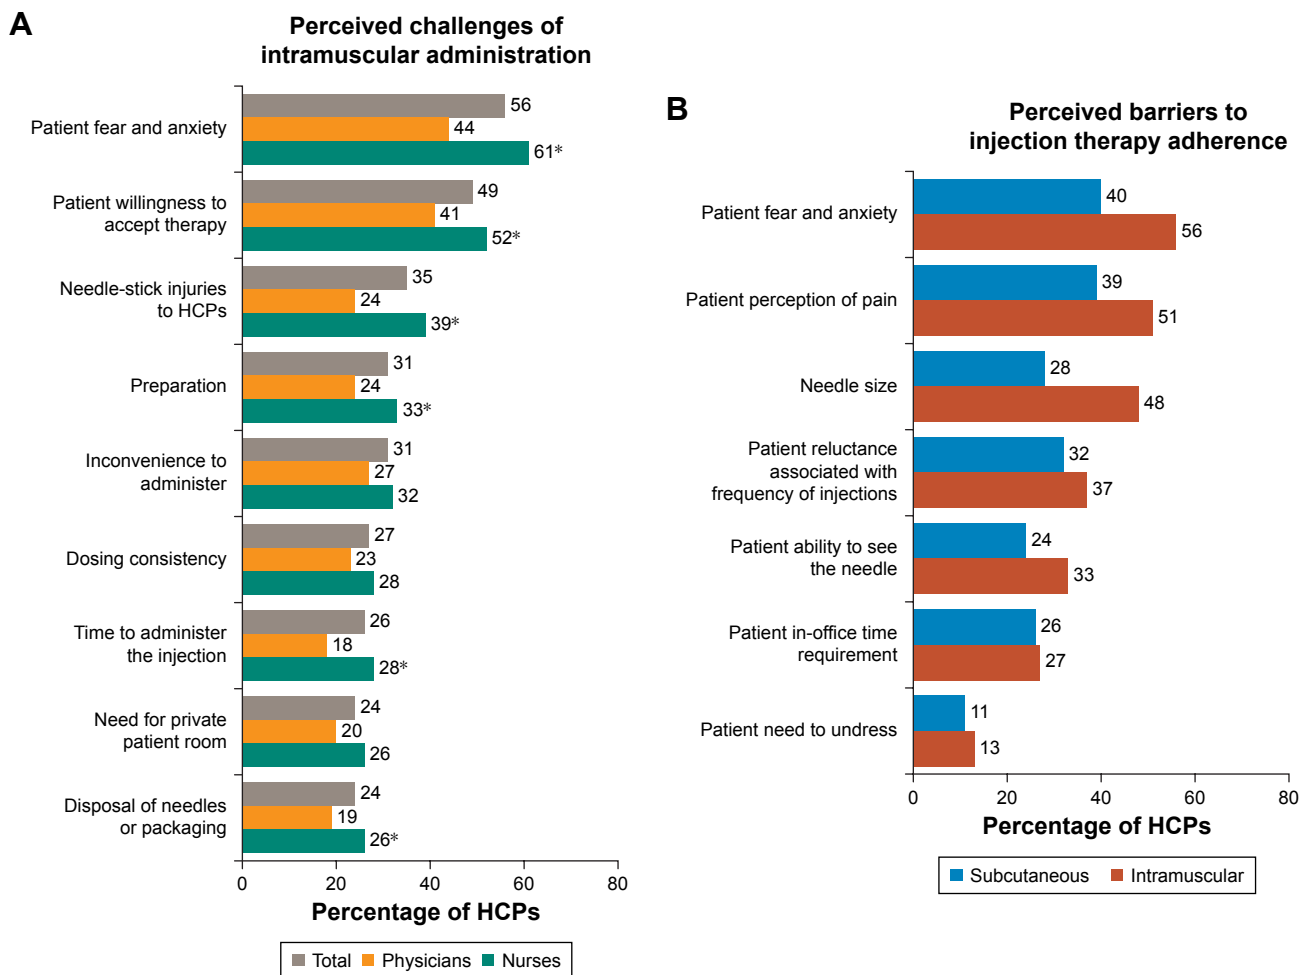 A
Perceived challenges of
intramuscular administration
Patient fear and anxiety
56
44
61*
Patient willingness to
accept therapy
49
41
52*
Needle-stick injuries
to HCPs
35
24
39*
Preparation
31
24
33*
Inconvenience to
administer
31
27
32
Dosing consistency
27
23
28
Time to administer
the injection
26
18
28*
Need for private
patient room
24
20
26
Disposal of needles
or packaging
24
19
26*
0 20 40 60 80
Percentage of HCPs
Total Physicians Nurses
B
Perceived barriers to
injection therapy adherence
Patient fear and anxiety
40
56
Patient perception of pain
39
51
Needle size
28
48
Patient reluctance
associated with
frequency of injections
32
37
Patient ability to see
the needle
24
33
Patient in-office time
requirement
26
27
Patient need to undress
11
13
0 20 40 60 80
Percentage of HCPs
Subcutaneous Intramuscular